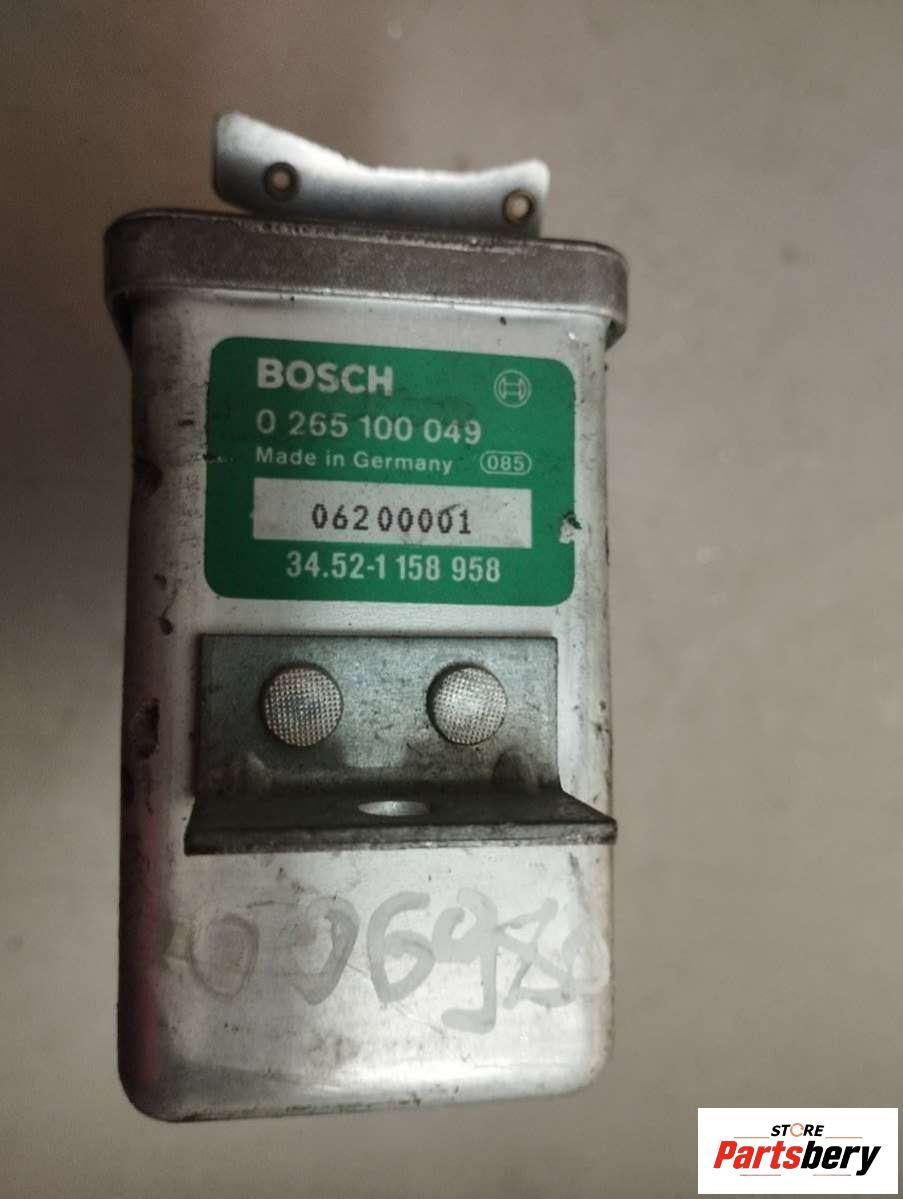 BOSCH
0 265 100 049
Made in Germany 085
06200001
34.52-1 158 958
STORE
Partsbery